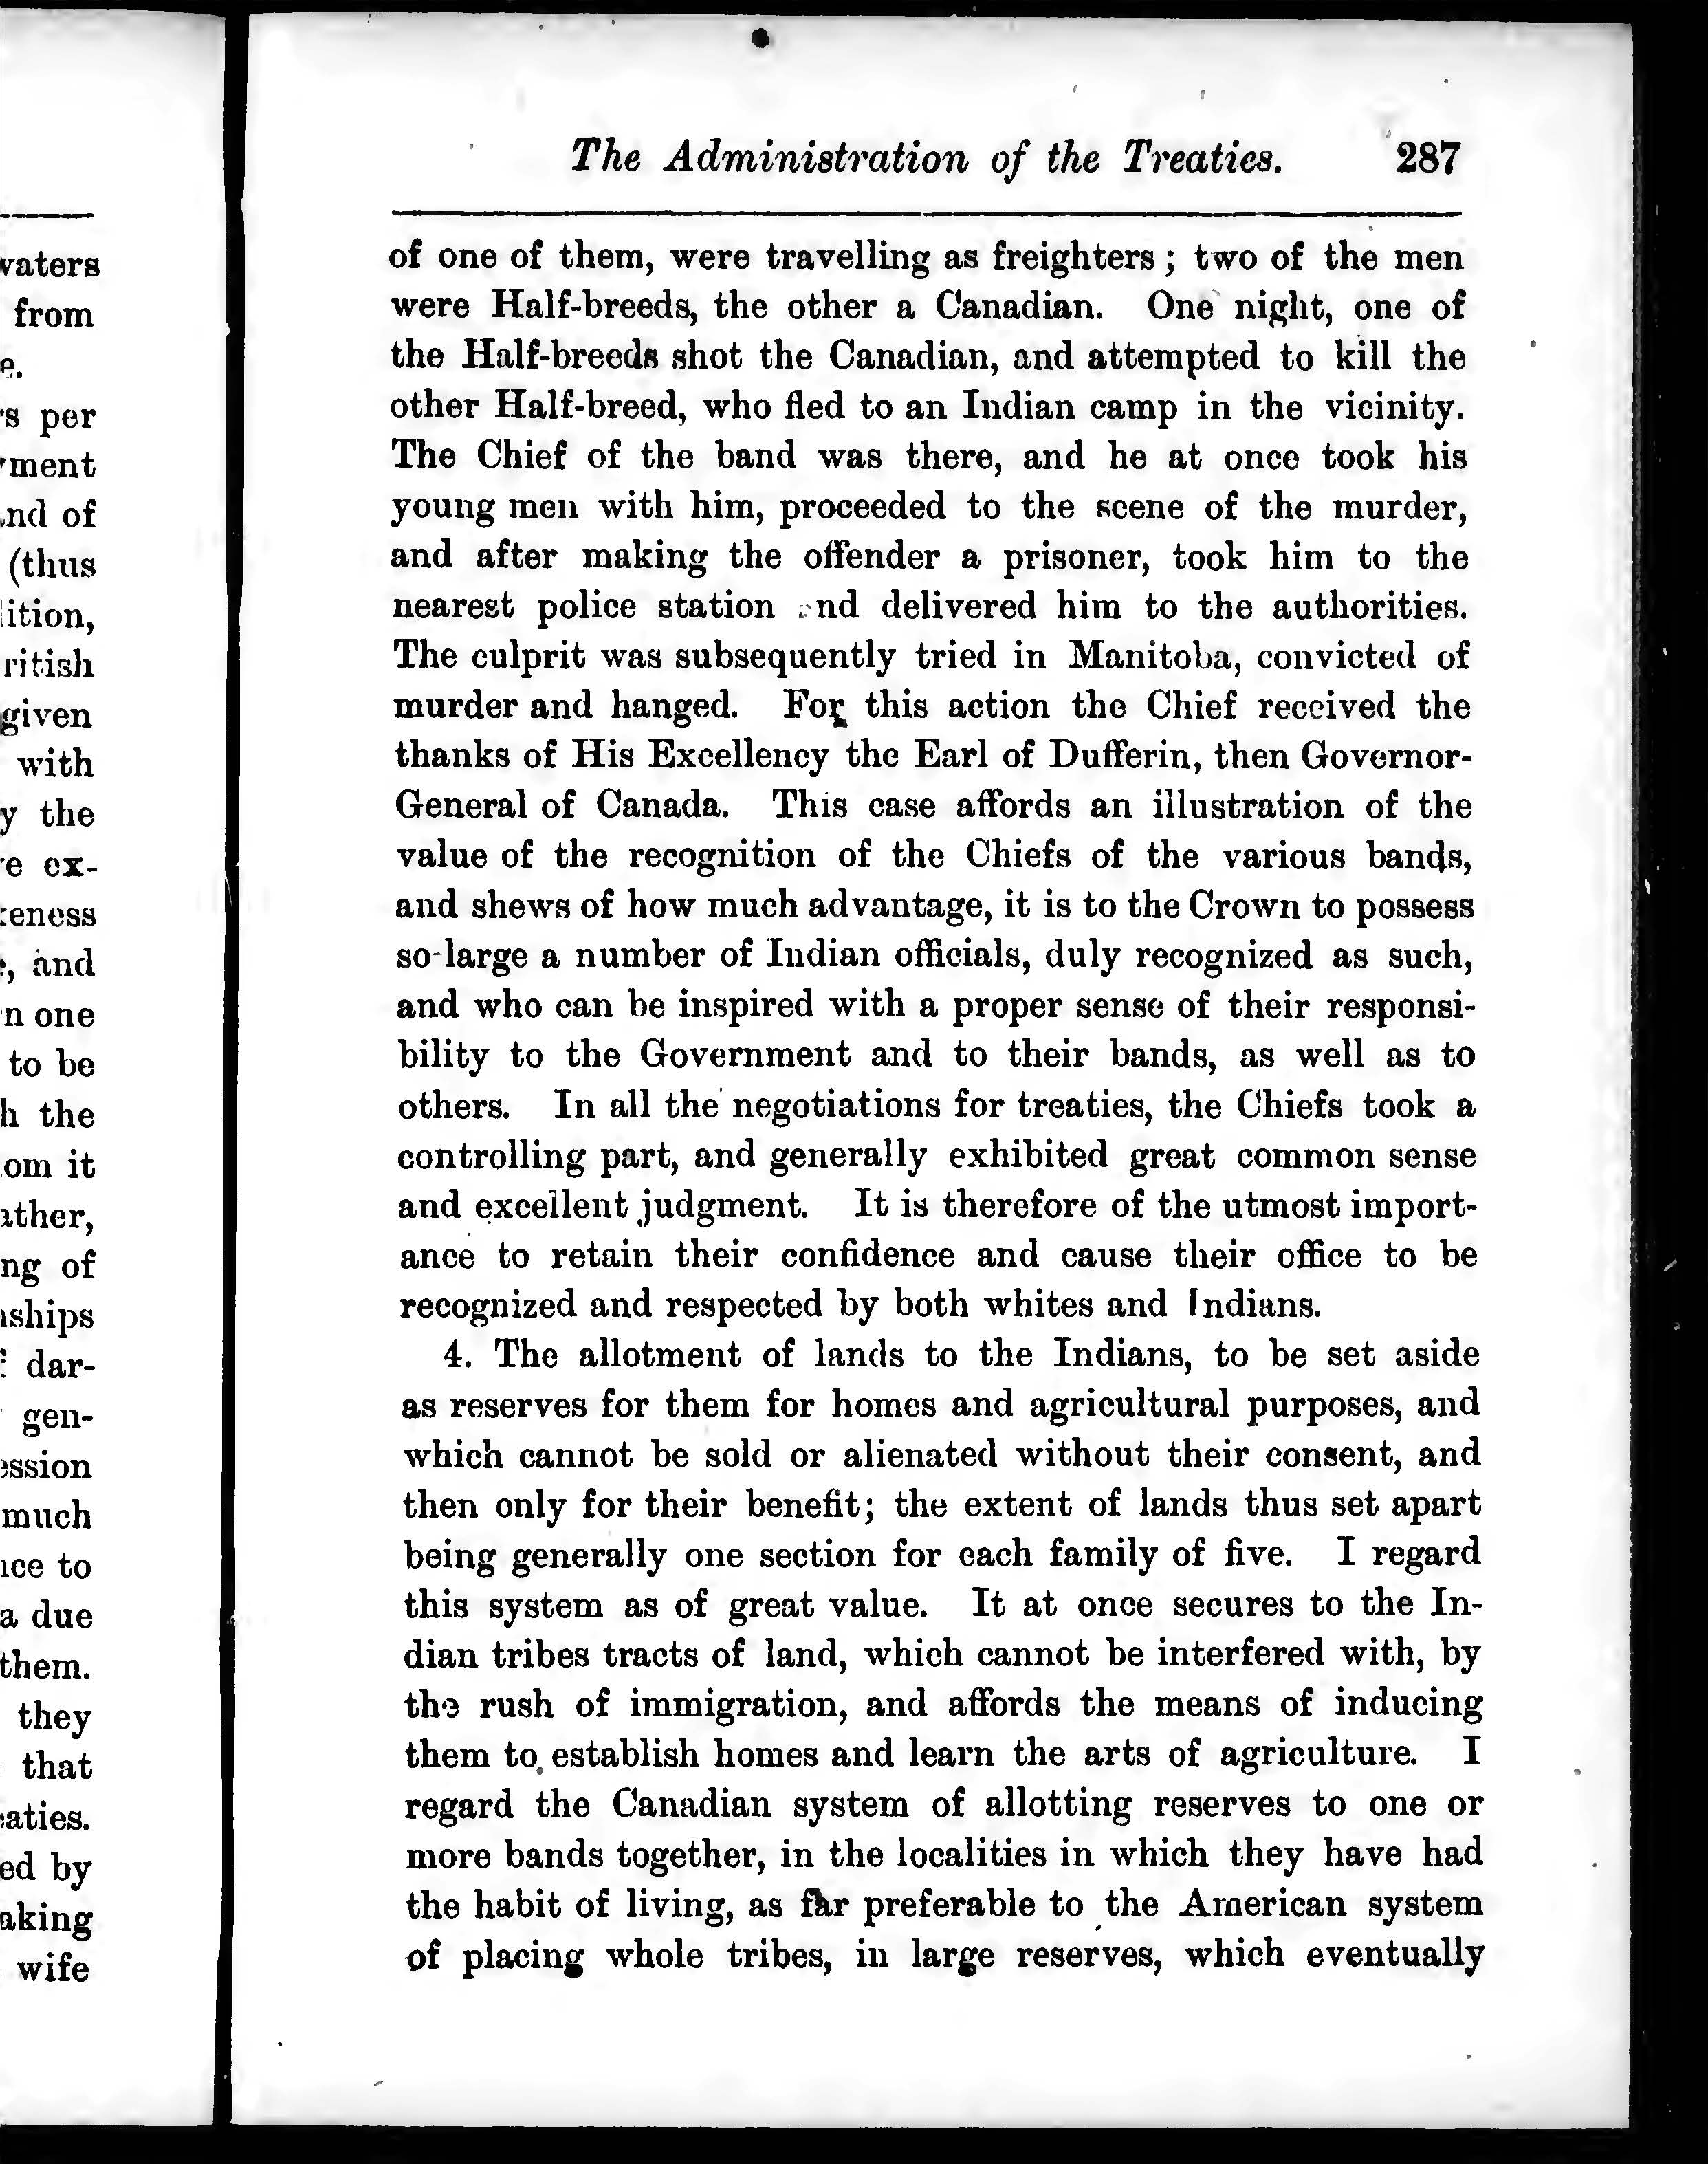 The Administration of the Treaties. 287
of one of them, were travelling as freighters; two of the men
were Half-breeds, the other a Canadian. One night, one of
the Half-breeds shot the Canadian, and attempted to kill the
other Half-breed, who fled to an Indian camp in the vicinity.
The Chief of the band was there, and he at once took his
young men with him, proceeded to the scene of the murder,
and after making the offender a prisoner, took him to the
nearest police station and delivered him to the authorities.
The culprit was subsequently tried in Manitoba, convicted of
murder and hanged. For this action the Chief received the
thanks of His Excellency the Earl of Dufferin, then Governor-
General of Canada. This case affords an illustration of the
value of the recognition of the Chiefs of the various bands,
and shews of how much advantage, it is to the Crown to possess
so large a number of Indian officials, duly recognized as such,
and who can be inspired with a proper sense of their responsi-
bility to the Government and to their bands, as well as to
others. In all the negotiations for treaties, the Chiefs took a
controlling part, and generally exhibited great common sense
and excellent judgment. It is therefore of the utmost import-
ance to retain their confidence and cause their office to be
recognized and respected by both whites and Indians.
4. The allotment of lands to the Indians, to be set aside
as reserves for them for homes and agricultural purposes, and
which cannot be sold or alienated without their consent, and
then only for their benefit; the extent of lands thus set apart
being generally one section for each family of five. I regard
this system as of great value. It at once secures to the In-
dian tribes tracts of land, which cannot be interfered with, by
the rush of immigration, and affords the means of inducing
them to establish homes and learn the arts of agriculture. I
regard the Canadian system of allotting reserves to one or
more bands together, in the localities in which they have had
the habit of living, as far preferable to the American system
of placing whole tribes, in large reserves, which eventually